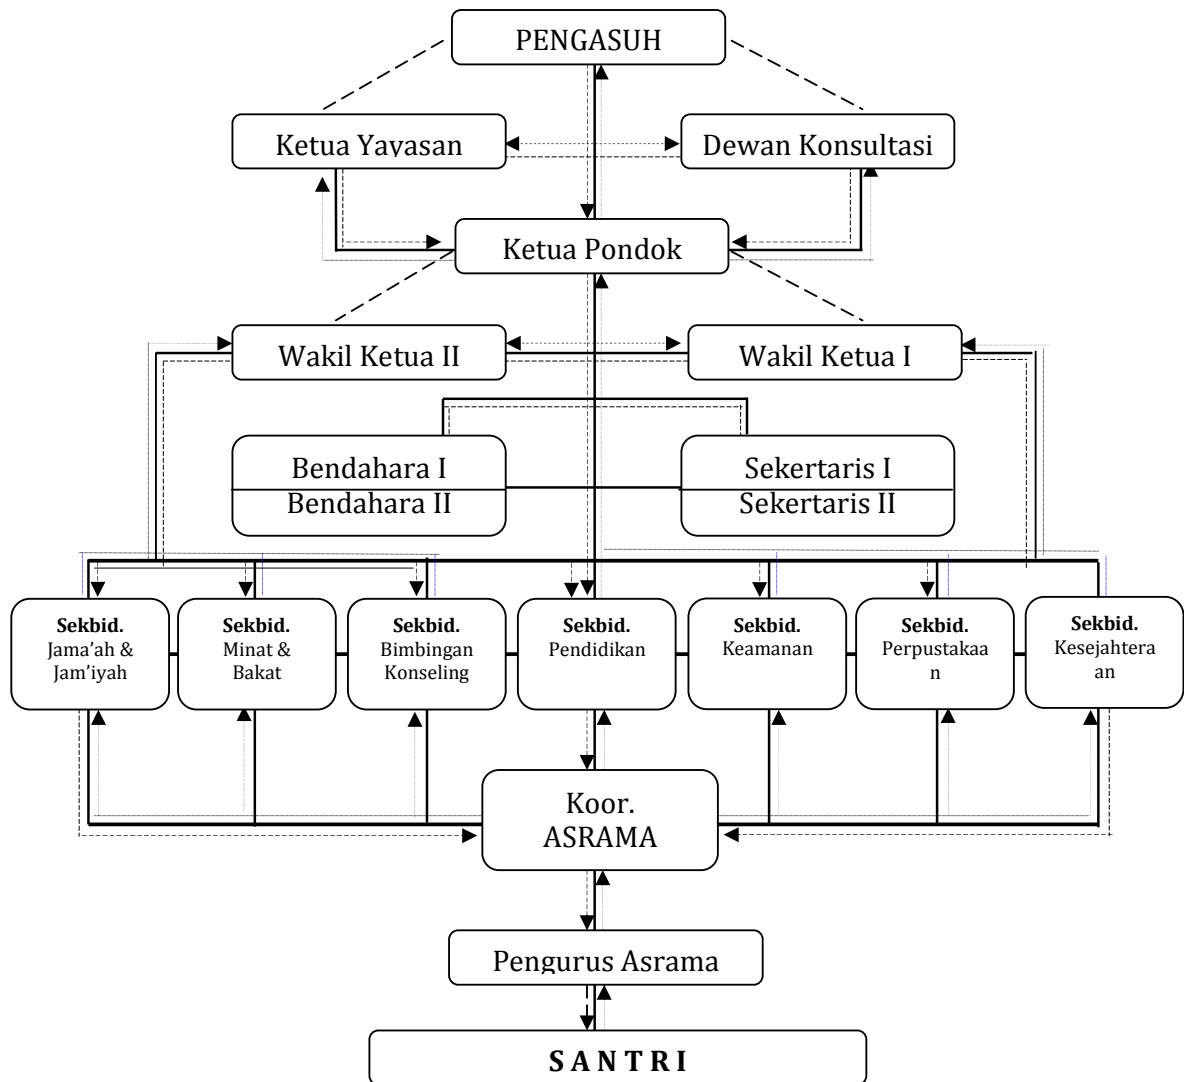 PENGASUH
Ketua Yayasan
Dewan Konsultasi
Ketua Pondok
Wakil Ketua II
Wakil Ketua I
Bendahara I
Bendahara II
Sekertaris I
Sekertaris II
Sekbid.
Jama'ah &
Jam'iyah
Sekbid.
Minat &
Bakat
Sekbid.
Bimbingan
Konseling
Sekbid.
Pendidikan
Sekbid.
Keamanan
Sekbid.
Perpustakaa
n
Sekbid.
Kesejahtera
an
Koor.
ASRAMA
Pengurus Asrama
S A N T R I